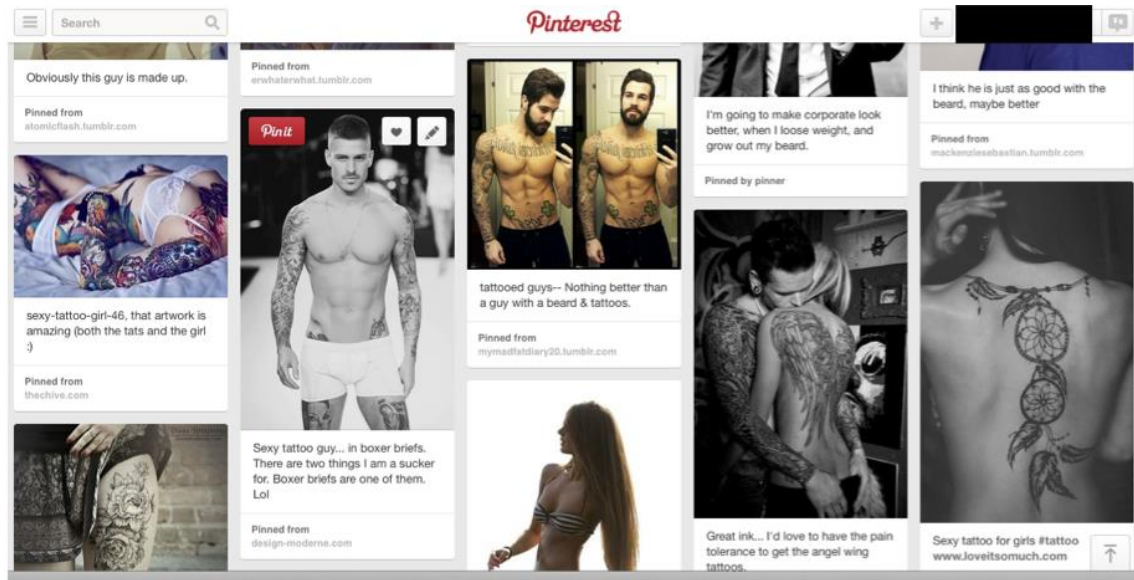 Search
Pinterest
Obviously this guy is made up.
Pinned from
atomicflash.tumblr.com
sexy-tattoo-girl-46, that artwork is
amazing (both the tats and the girl
:)
Pinned from
thechive.com
Pinned from
erwhaterwhat.tumblr.com
Pin it
Sexy tattoo guy... in boxer briefs.
There are two things I am a sucker
for. Boxer briefs are one of them.
Lol
Pinned from
design-moderne.com
tattooed guys-- Nothing better than
a guy with a beard & tattoos.
Pinned from
mymadfatdiary20.tumblr.com
I'm going to make corporate look
better, when I loose weight, and
grow out my beard.
Pinned by pinner
Great ink... I'd love to have the pain
tolerance to get the angel wing
tattoos.
I think he is just as good with the
beard, maybe better
Pinned from
mackenziesebastian.tumblr.com
Sexy tattoo for girls #tattoo
www.loveitsomuch.com